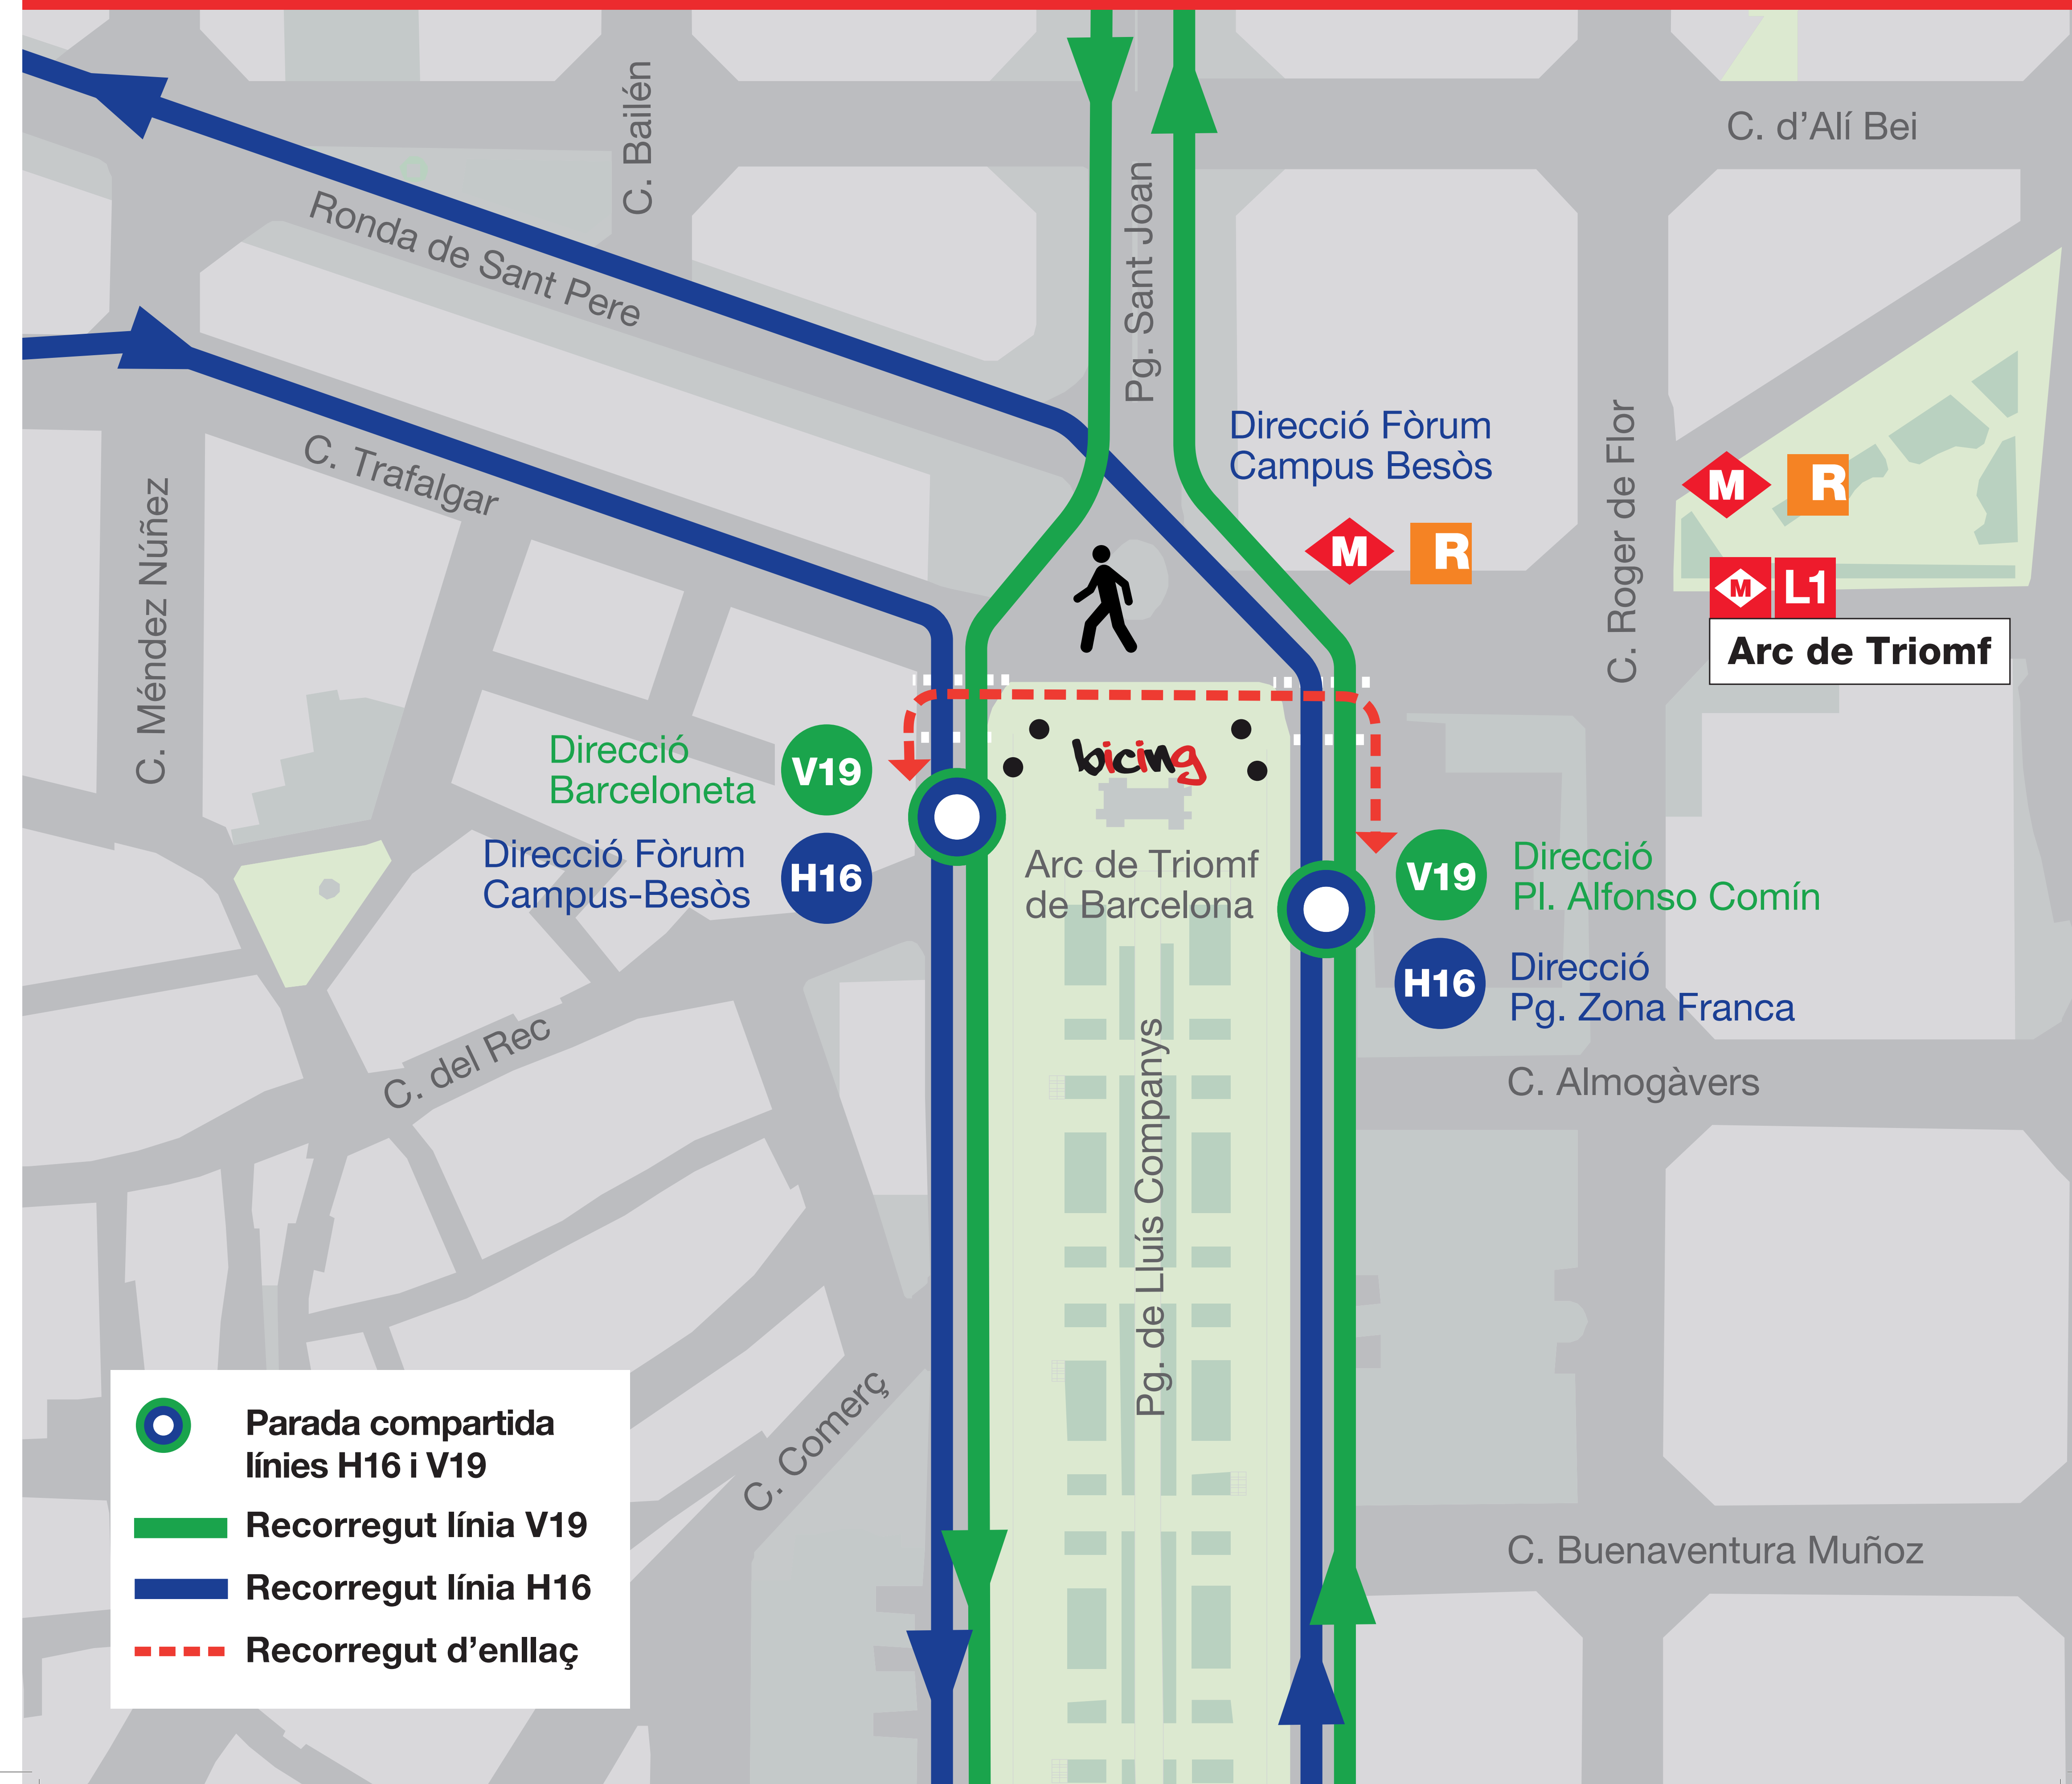 C. Bailén
C. d'Alí Bei
Ronda de Sant Pere
Pg. Sant Joan
C. Trafalgar
C. Méndez Núñez
Direcció Fòrum
Campus Besòs
M
R
C. Roger de Flor
M
R
M
L1
Arc de Triomf
Direcció
Barceloneta
V19
Direcció Fòrum
Campus-Besòs
H16
bicing
Arc de Triomf
de Barcelona
V19
Direcció
Pl. Alfonso Comín
H16
Direcció
Pg. Zona Franca
C. del Rec
C. Almogàvers
Pg. de Lluís Companys
C. Comerç
C. Buenaventura Muñoz
Parada compartida
línies H16 i V19
Recorregut línia V19
Recorregut línia H16
Recorregut d'enllaç